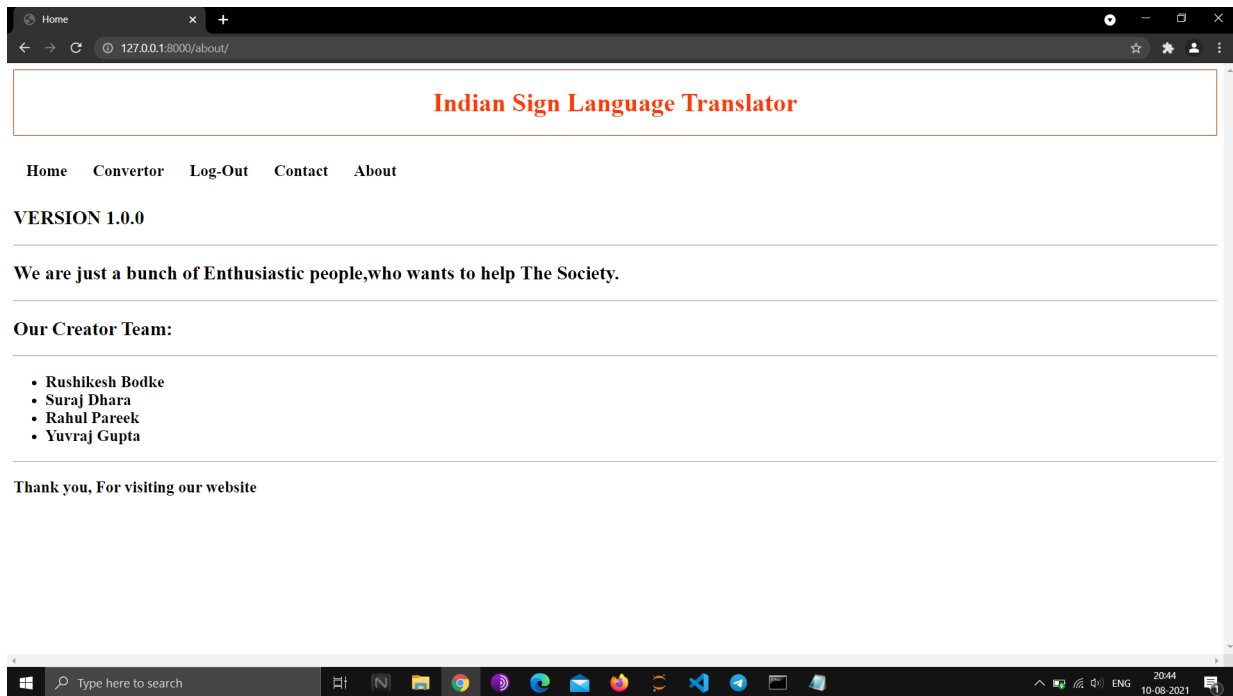 Home
127.0.0.1:8000/about/
Indian Sign Language Translator
Home Convertor Log-Out Contact About
VERSION 1.0.0
We are just a bunch of Enthusiastic people,who wants to help The Society.
Our Creator Team:
• Rushikesh Bodke
• Suraj Dhara
• Rahul Pareek
• Yuvraj Gupta
Thank you, For visiting our website
Type here to search
ENG
20:44
10-08-2021